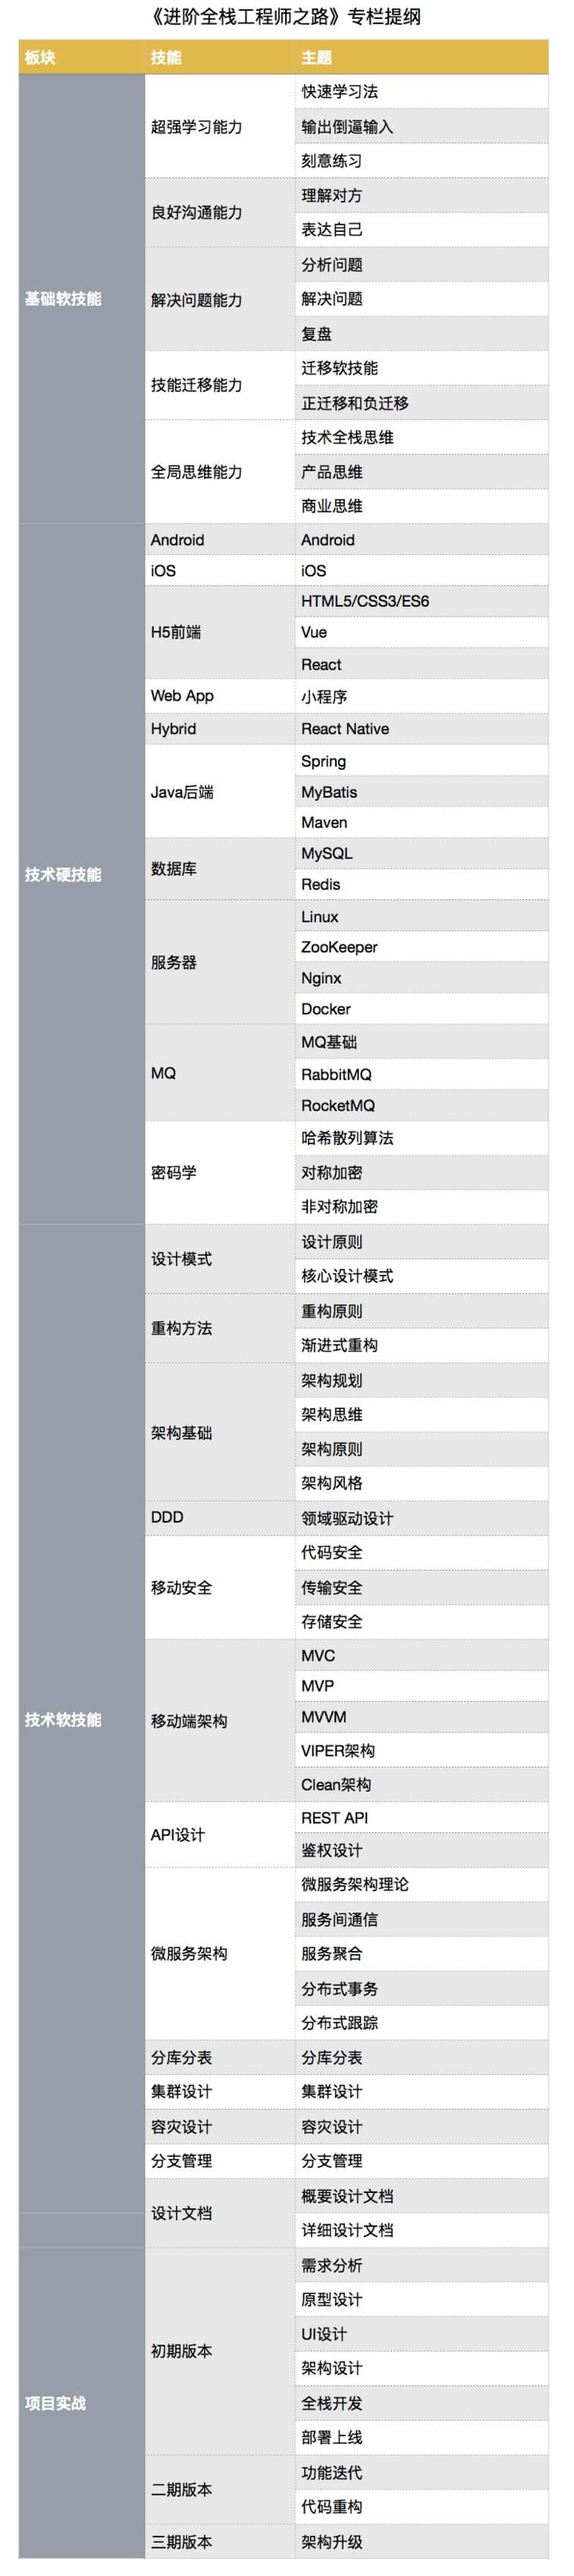 《进阶全栈工程师之路》专栏提纲
板块 技能 主题
快速学习法
超强学习能力 输出倒逼输入
刻意练习
理解对方
良好沟通能力
表达自己
分析问题
基础软技能 解决问题能力 解决问题
复盘
迁移软技能
技能迁移能力
正迁移和负迁移
技术全栈思维
全局思维能力 产品思维
商业思维
Android Android
iOS iOS
HTML5/CSS3/ES6
H5前端 Vue
React
Web App 小程序
Hybrid React Native
Spring
Java后端 MyBatis
Maven
MySQL
技术硬技能 数据库
Redis
Linux
ZooKeeper
服务器
Nginx
Docker
MQ基础
MQ RabbitMQ
RocketMQ
哈希散列算法
密码学 对称加密
非对称加密
设计原则
设计模式
核心设计模式
重构原则
重构方法
渐进式重构
架构规划
架构思维
架构基础
架构原则
架构风格
DDD 领域驱动设计
代码安全
移动安全 传输安全
存储安全
MVC
MVP
技术软技能 移动端架构 MVVM
VIPER架构
Clean架构
REST API
API设计
鉴权设计
微服务架构理论
服务间通信
微服务架构 服务聚合
分布式事务
分布式跟踪
分库分表 分库分表
集群设计 集群设计
容灾设计 容灾设计
分支管理 分支管理
概要设计文档
设计文档
详细设计文档
需求分析
原型设计
UI设计
初期版本
架构设计
项目实战 全栈开发
部署上线
功能迭代
二期版本
代码重构
三期版本 架构升级